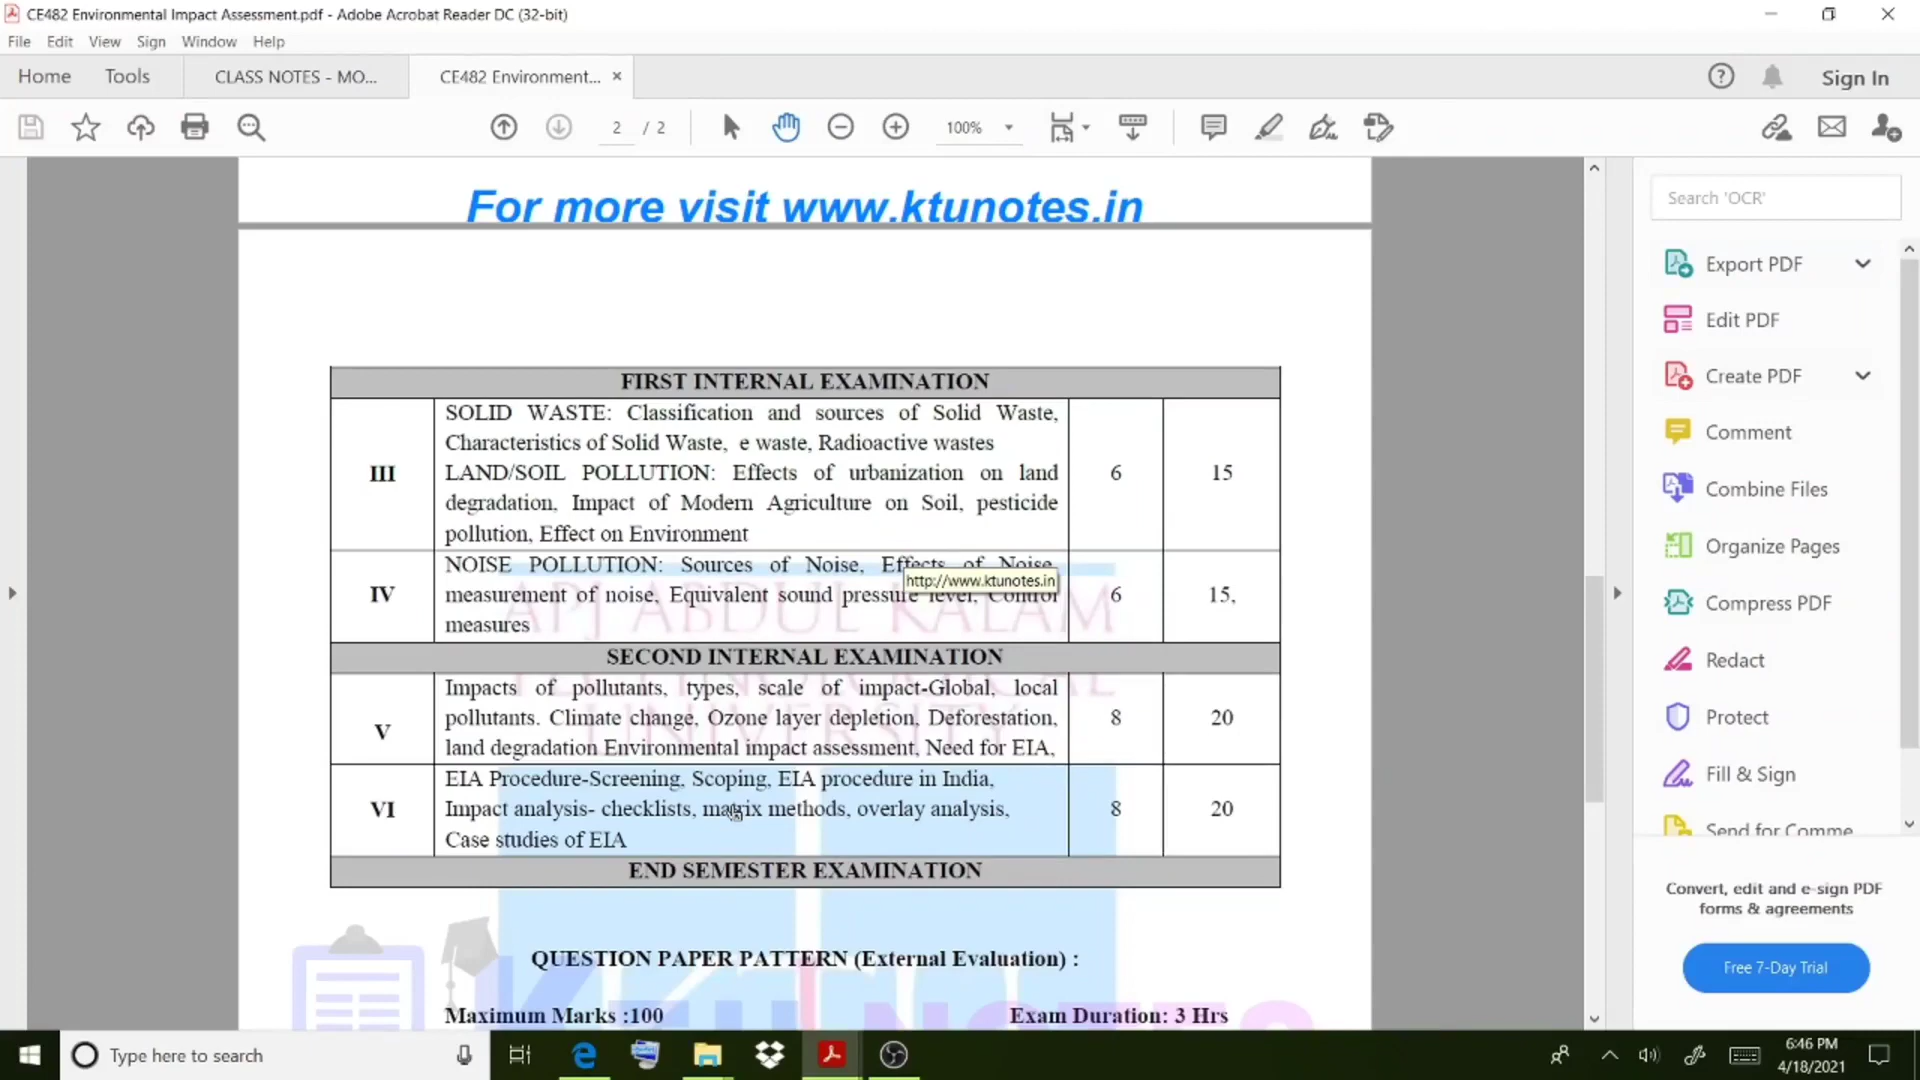 CE482 Environmental Impact Assessment.pdf - Adobe Acrobat Reader DC (32-bit)
File Edit View Sign Window Help
Home Tools CLASS NOTES - MO... CE482 Environment... × Sign In
2 / 2 100%
Search 'OCR'
Export PDF
Edit PDF
Create PDF
Comment
Combine Files
Organize Pages
Compress PDF
Redact
Protect
Fill & Sign
Send for Comme
Convert, edit and e-sign PDF
forms & agreements
Free 7-Day Trial
For more visit www.ktunotes.in
FIRST INTERNAL EXAMINATION
III
SOLID WASTE: Classification and sources of Solid Waste,
Characteristics of Solid Waste, e waste, Radioactive wastes
LAND/SOIL POLLUTION: Effects of urbanization on land
degradation, Impact of Modern Agriculture on Soil, pesticide
pollution, Effect on Environment
6
15
IV
NOISE POLLUTION: Sources of Noise, Effects of Noise,
measurement of noise, Equivalent sound pressure level, Control
measures
6
15,
http://www.ktunotes.in
APJ ABDUL KALAM
TECHNOLOGICAL
UNIVERSITY
SECOND INTERNAL EXAMINATION
V
Impacts of pollutants, types, scale of impact-Global, local
pollutants. Climate change, Ozone layer depletion, Deforestation,
land degradation Environmental impact assessment, Need for EIA,
8
20
VI
EIA Procedure-Screening, Scoping, EIA procedure in India,
Impact analysis- checklists, matrix methods, overlay analysis,
Case studies of EIA
8
20
END SEMESTER EXAMINATION
QUESTION PAPER PATTERN (External Evaluation) :
Maximum Marks :100 Exam Duration: 3 Hrs
KTU NOTES
Type here to search
6:46 PM
4/18/2021